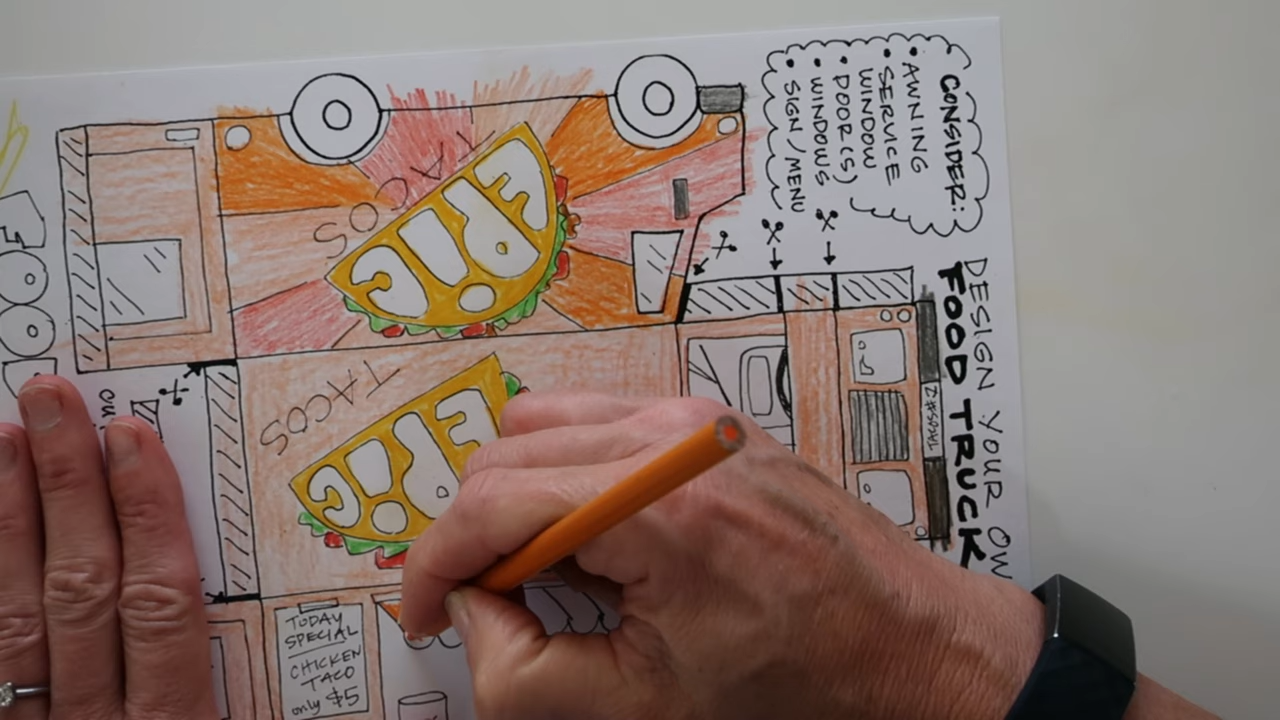 DESIGN YOUR OWN
FOOD TRUCK
CONSIDER:
• AWNING
• SERVICE
WINDOW
• DOOR(S)
• WINDOWS
• SIGN/MENU
EPiC
TACOS
EPiC
TACOS
TODAY
SPECIAL
CHICKEN
TACO
only $5